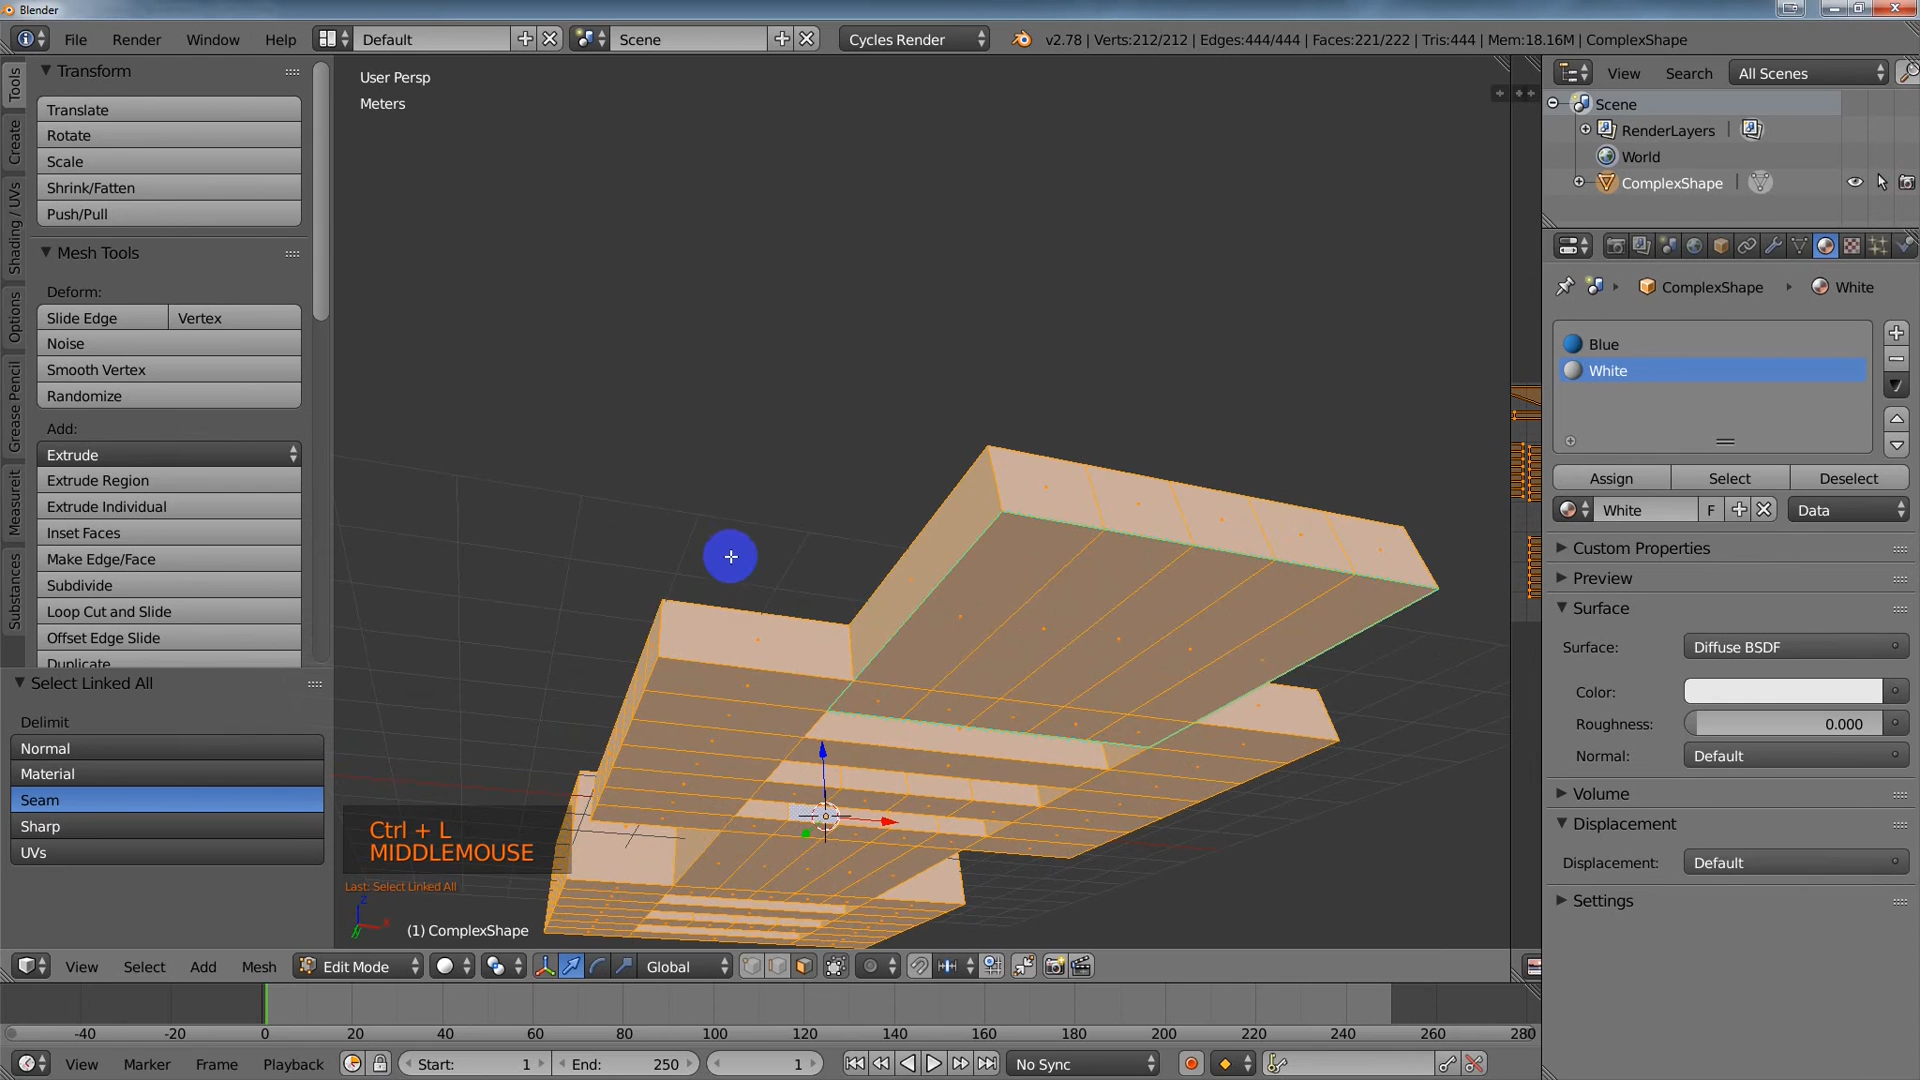 Blender
File
Render
Window
Help
Default
Scene
Cycles Render
v2.78 | Verts:212/212 | Edges:444/444 | Faces:221/222 | Tris:444 | Mem:18.16M | ComplexShape
Tools
Create
Shading / UVs
Options
Grease Pencil
Measureit
Substances
Transform
Translate
Rotate
Scale
Shrink/Fatten
Push/Pull
Mesh Tools
Deform:
Slide Edge
Vertex
Noise
Smooth Vertex
Randomize
Add:
Extrude
Extrude Region
Extrude Individual
Inset Faces
Make Edge/Face
Subdivide
Loop Cut and Slide
Offset Edge Slide
Duplicate
Select Linked All
Delimit
Normal
Material
Seam
Sharp
UVs
User Persp
Meters
Ctrl + L
MIDDLEMOUSE
Last: Select Linked All
(1) ComplexShape
View
Select
Add
Mesh
Edit Mode
Global
-40
-20
0
20
40
60
80
100
120
140
160
180
200
220
240
260
280
View
Marker
Frame
Playback
Start:
1
End:
250
1
No Sync
View
Search
All Scenes
Scene
RenderLayers
World
ComplexShape
ComplexShape
White
Blue
White
Assign
Select
Deselect
White
F
Data
Custom Properties
Preview
Surface
Surface:
Diffuse BSDF
Color:
Roughness:
0.000
Normal:
Default
Volume
Displacement
Displacement:
Default
Settings